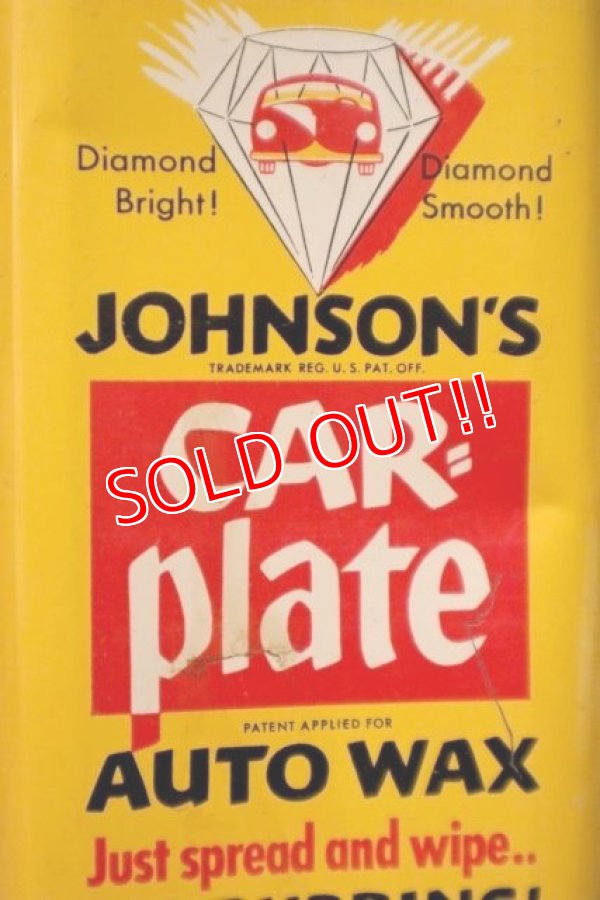 Diamond Bright!
Diamond Smooth!
JOHNSON'S
TRADEMARK REG. U.S. PAT. OFF.
CAR-
plate
SOLD OUT!!
PATENT APPLIED FOR
AUTO WAX
Just spread and wipe..